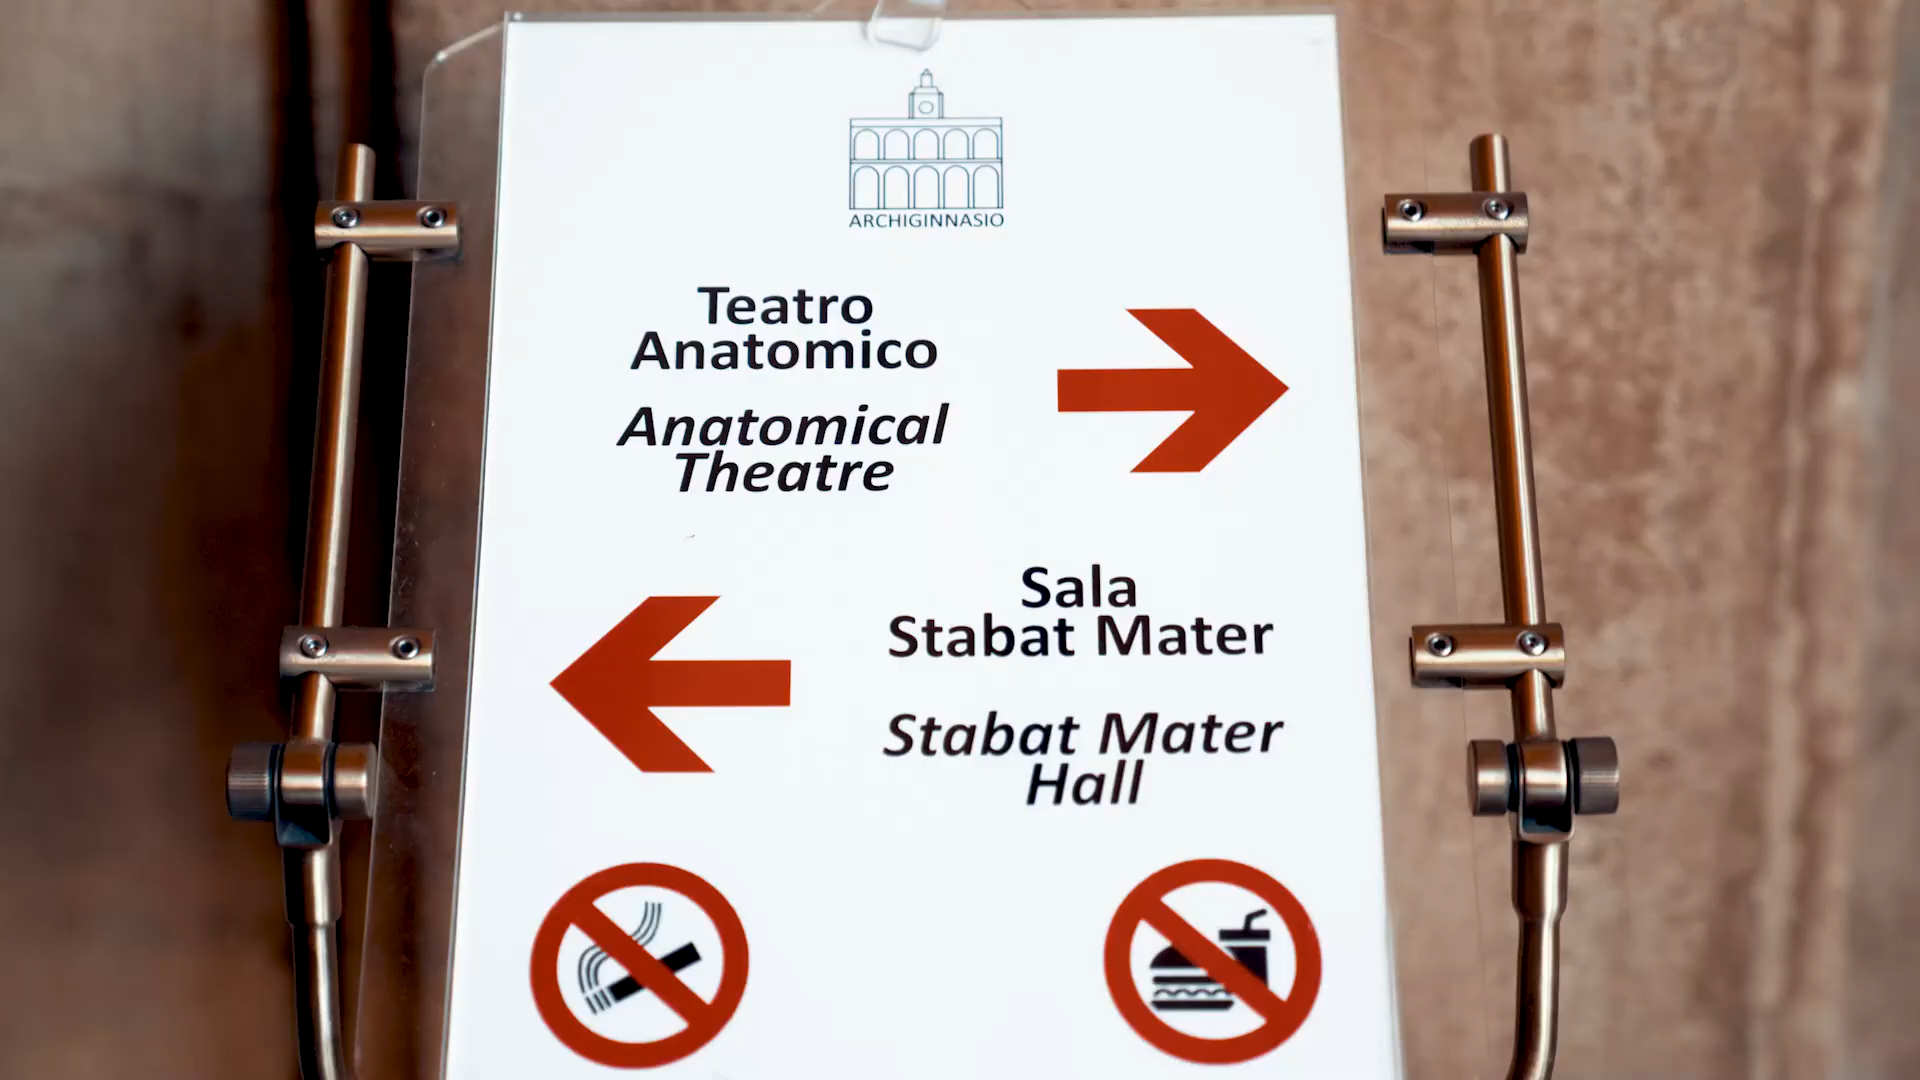 ARCHIGINNASIO
Teatro
Anatomico
Anatomical
Theatre
Sala
Stabat Mater
Stabat Mater
Hall